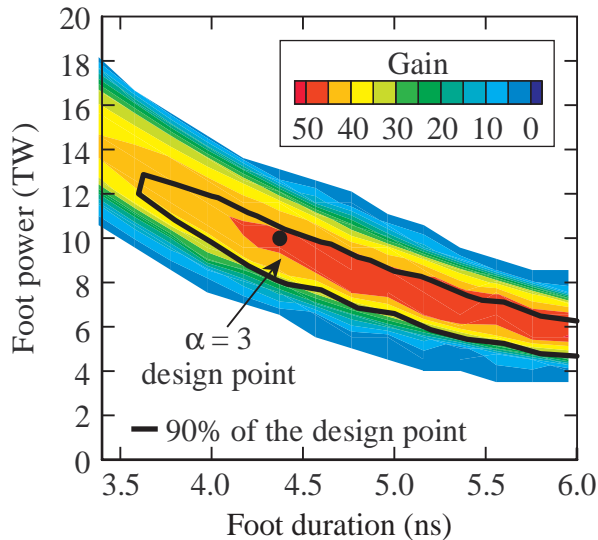 20
18
16
14
12
10
8
6
4
2
0
Foot power (TW)
Gain
50 40 30 20 10 0
α = 3
design point
90% of the design point
3.5 4.0 4.5 5.0 5.5 6.0
Foot duration (ns)